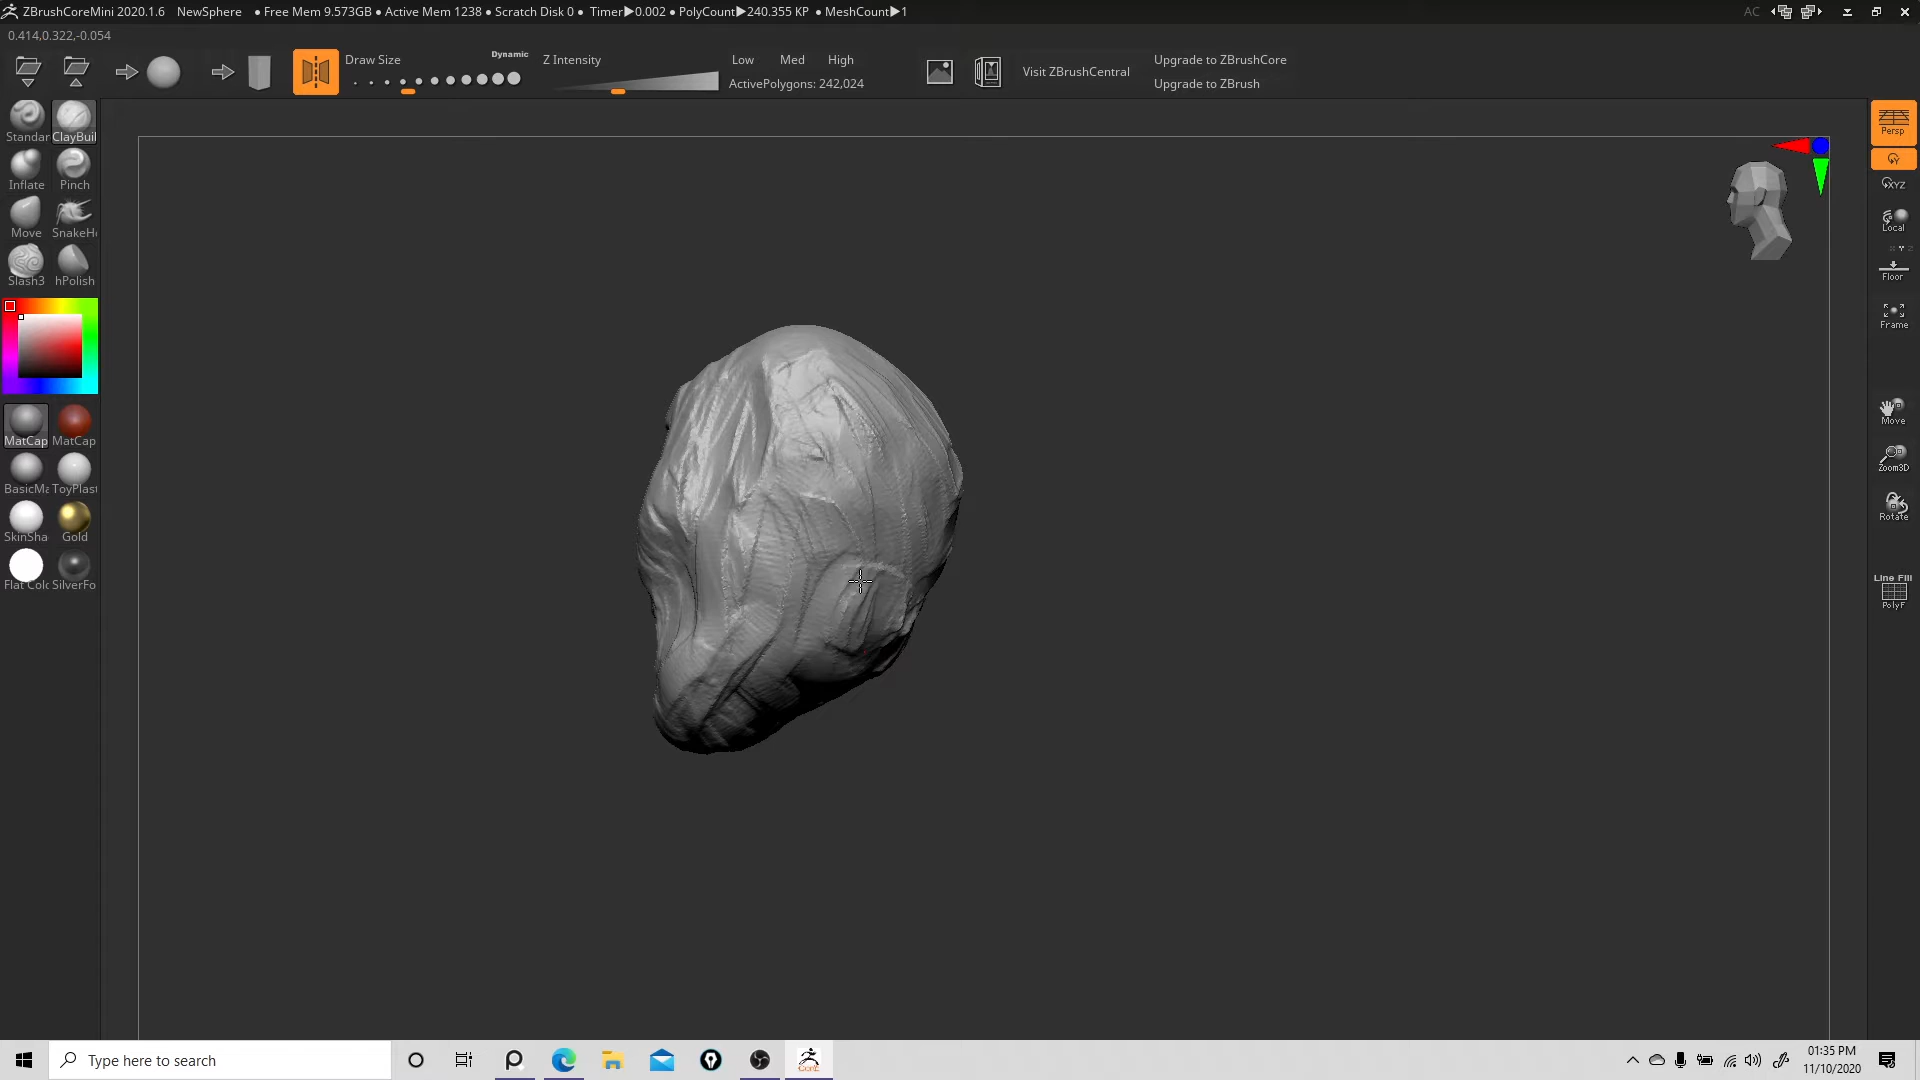 ZBrushCoreMini 2020.1.6 NewSphere ● Free Mem 9.573GB ● Active Mem 1238 ● Scratch Disk 0 ● Timer▶0.002 ● PolyCount▶240.355 KP ● MeshCount▶1 AC
0.414,0.322,-0.054
Draw Size Dynamic Z Intensity Low Med High
ActivePolygons: 242,024
Visit ZBrushCentral
Upgrade to ZBrushCore
Upgrade to ZBrush
Standar ClayBuil
Inflate Pinch
Move SnakeH
Slash3 hPolish
MatCap MatCap
BasicMa ToyPlast
SkinSha Gold
Flat Colo SilverFo
Persp
Y
XYZ
Local
Floor
Frame
Move
Zoom3D
Rotate
Line Fill
PolyF
Type here to search
01:35 PM
11/10/2020